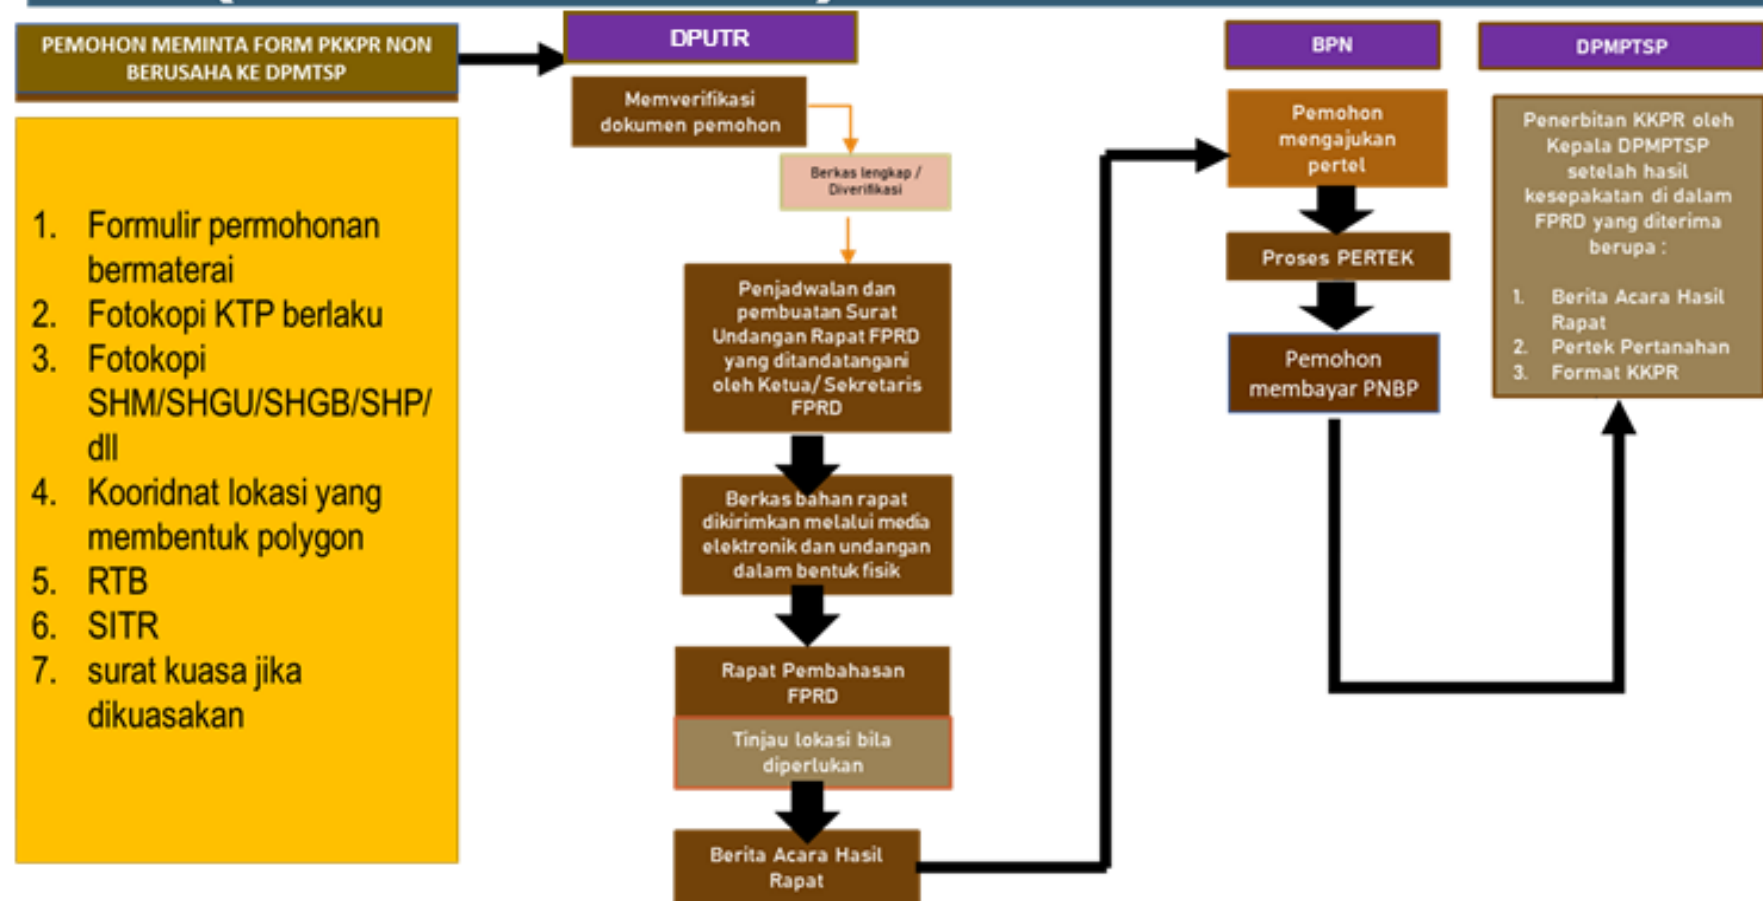 PEMOHON MEMINTA FORM PKKPR NON
BERUSAHA KE DPMTSP
1. Formulir permohonan
bermaterai
2. Fotokopi KTP berlaku
3. Fotokopi
SHM/SHGU/SHGB/SHP/
dll
4. Kooridnat lokasi yang
membentuk polygon
5. RTB
6. SITR
7. surat kuasa jika
dikuasakan
DPUTR
Memverifikasi
dokumen pemohon
Berkas lengkap /
Diverifikasi
Penjadwalan dan
pembuatan Surat
Undangan Rapat FPRD
yang ditandatangani
oleh Ketua/ Sekretaris
FPRD
Berkas bahan rapat
dikirimkan melalui media
elektronik dan undangan
dalam bentuk fisik
Rapat Pembahasan
FPRD
Tinjau lokasi bila
diperlukan
Berita Acara Hasil
Rapat
BPN
Pemohon
mengajukan
pertel
Proses PERTEK
Pemohon
membayar PNBP
DPMPTSP
Penerbitan KKPR oleh
Kepala DPMPTSP
setelah hasil
kesepakatan di dalam
FPRD yang diterima
berupa :
1. Berita Acara Hasil
Rapat
2. Pertek Pertanahan
3. Format KKPR